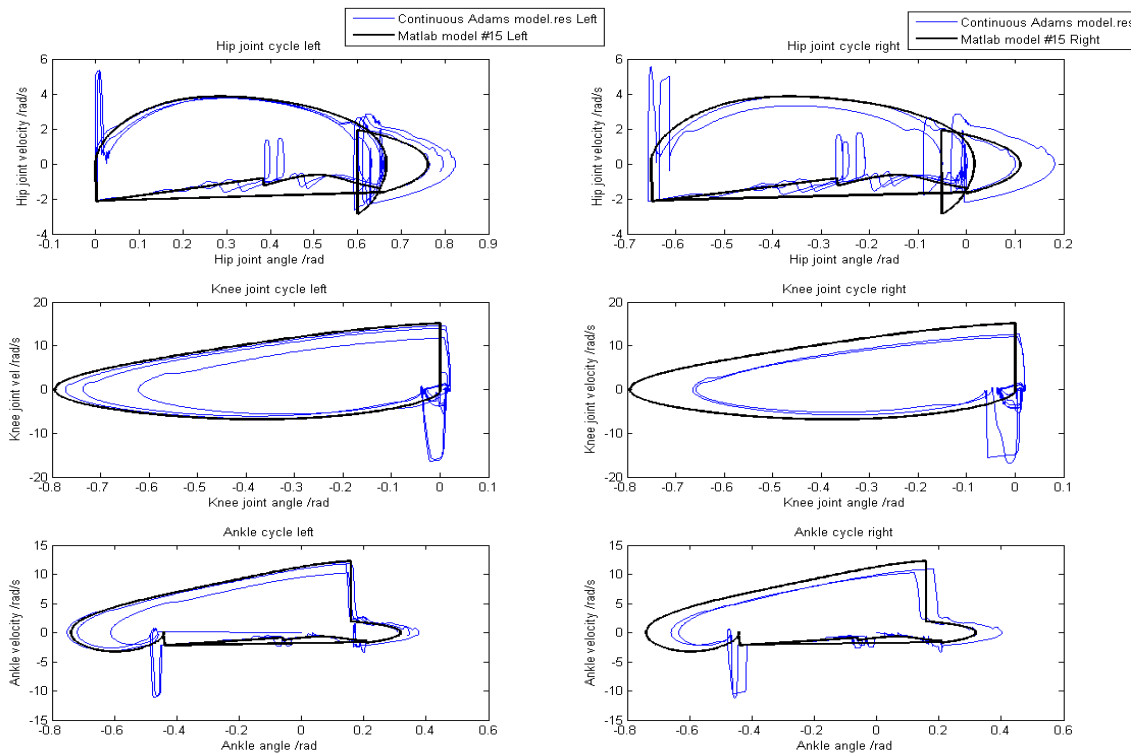 Continuous Adams model.res Left
Matlab model #15 Left
Continuous Adams model.res
Matlab model #15 Right
Hip joint cycle left
Hip joint velocity /rad/s
6
4
2
0
-2
-4
-0.1 0 0.1 0.2 0.3 0.4 0.5 0.6 0.7 0.8 0.9
Hip joint angle /rad
Hip joint cycle right
Hip joint velocity /rad/s
6
4
2
0
-2
-4
-0.7 -0.6 -0.5 -0.4 -0.3 -0.2 -0.1 0 0.1 0.2
Hip joint angle /rad
Knee joint cycle left
Knee joint vel /rad/s
20
10
0
-10
-20
-0.8 -0.7 -0.6 -0.5 -0.4 -0.3 -0.2 -0.1 0 0.1
Knee joint angle /rad
Knee joint cycle right
Knee joint velocity /rad/s
20
10
0
-10
-20
-0.8 -0.7 -0.6 -0.5 -0.4 -0.3 -0.2 -0.1 0 0.1
Knee joint angle /rad
Ankle cycle left
Ankle velocity /rad/s
15
10
5
0
-5
-10
-15
-0.8 -0.6 -0.4 -0.2 0 0.2 0.4 0.6
Ankle angle /rad
Ankle cycle right
Ankle velocity /rad/s
15
10
5
0
-5
-10
-15
-0.8 -0.6 -0.4 -0.2 0 0.2 0.4 0.6
Ankle angle /rad